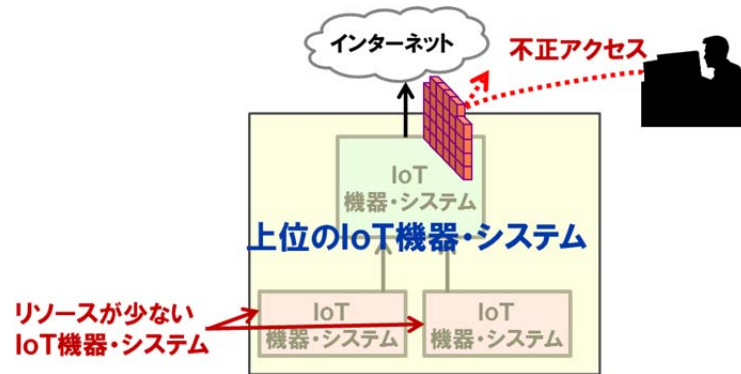 インターネット
不正アクセス
IoT
機器・システム
上位のIoT機器・システム
リソースが少ない
IoT機器・システム
IoT
機器・システム
IoT
機器・システム